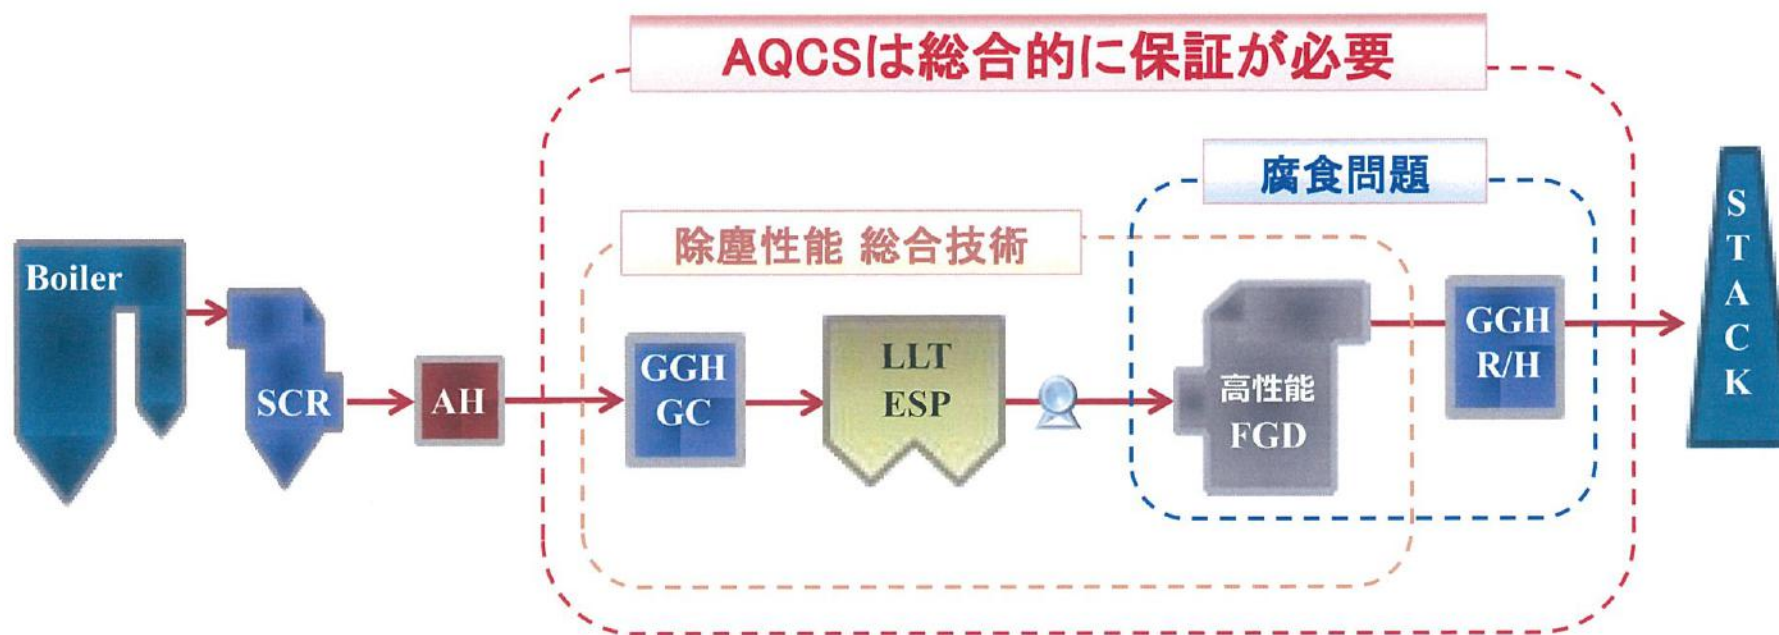 AQCSは総合的に保証が必要
腐食問題
除塵性能 総合技術
Boiler
SCR
AH
GGH
GC
LLT
ESP
高性能
FGD
GGH
R/H
STACK